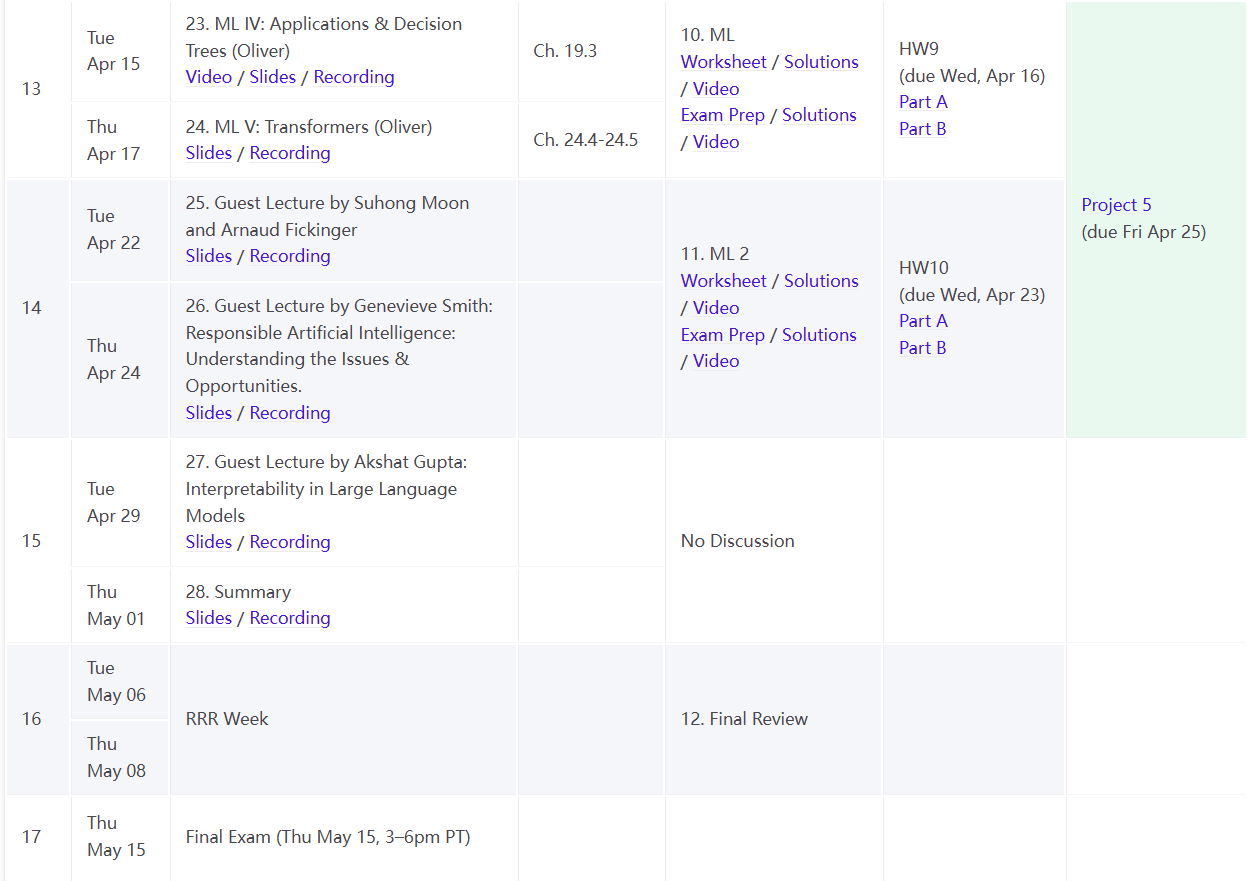 13
Tue
Apr 15
23. ML IV: Applications & Decision
Trees (Oliver)
Video / Slides / Recording
Ch. 19.3
10. ML
Worksheet / Solutions
/ Video
Exam Prep / Solutions
/ Video
HW9
(due Wed, Apr 16)
Part A
Part B
Project 5
(due Fri Apr 25)
Thu
Apr 17
24. ML V: Transformers (Oliver)
Slides / Recording
Ch. 24.4-24.5
14
Tue
Apr 22
25. Guest Lecture by Suhong Moon
and Arnaud Fickinger
Slides / Recording
11. ML 2
Worksheet / Solutions
/ Video
Exam Prep / Solutions
/ Video
HW10
(due Wed, Apr 23)
Part A
Part B
Thu
Apr 24
26. Guest Lecture by Genevieve Smith:
Responsible Artificial Intelligence:
Understanding the Issues &
Opportunities.
Slides / Recording
15
Tue
Apr 29
27. Guest Lecture by Akshat Gupta:
Interpretability in Large Language
Models
Slides / Recording
No Discussion
Thu
May 01
28. Summary
Slides / Recording
16
Tue
May 06
RRR Week
12. Final Review
Thu
May 08
17
Thu
May 15
Final Exam (Thu May 15, 3–6pm PT)